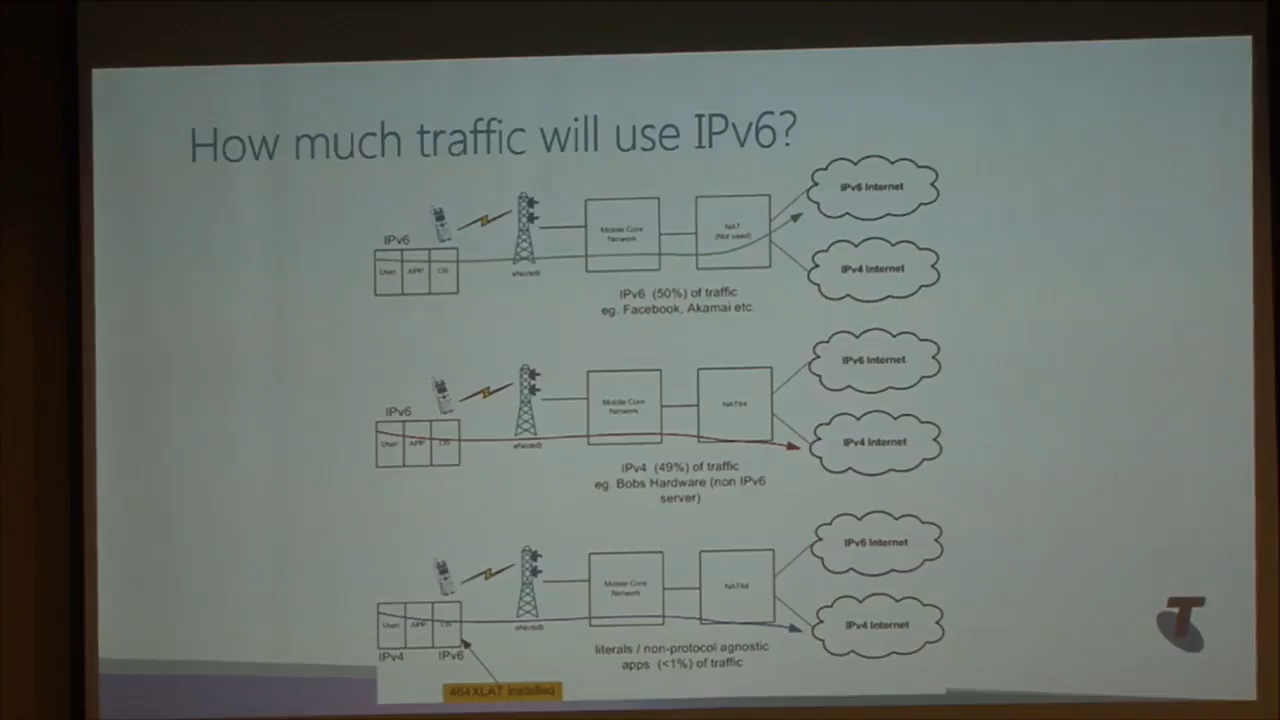 How much traffic will use IPv6?
IPv6 Internet
IPv6
Mobile Core
Network
NAT
(Not used)
User APP OS
eNodeB
IPv4 Internet
IPv6 (50%) of traffic
eg. Facebook, Akamai etc.
IPv6 Internet
IPv6
Mobile Core
Network
NAT64
User APP OS
eNodeB
IPv4 Internet
IPv4 (49%) of traffic
eg. Bobs Hardware (non IPv6
server)
IPv6 Internet
Mobile Core
Network
NAT64
User APP OS
eNodeB
IPv4 Internet
IPv4 IPv6
literals / non-protocol agnostic
apps (<1%) of traffic
464XLAT installed
T